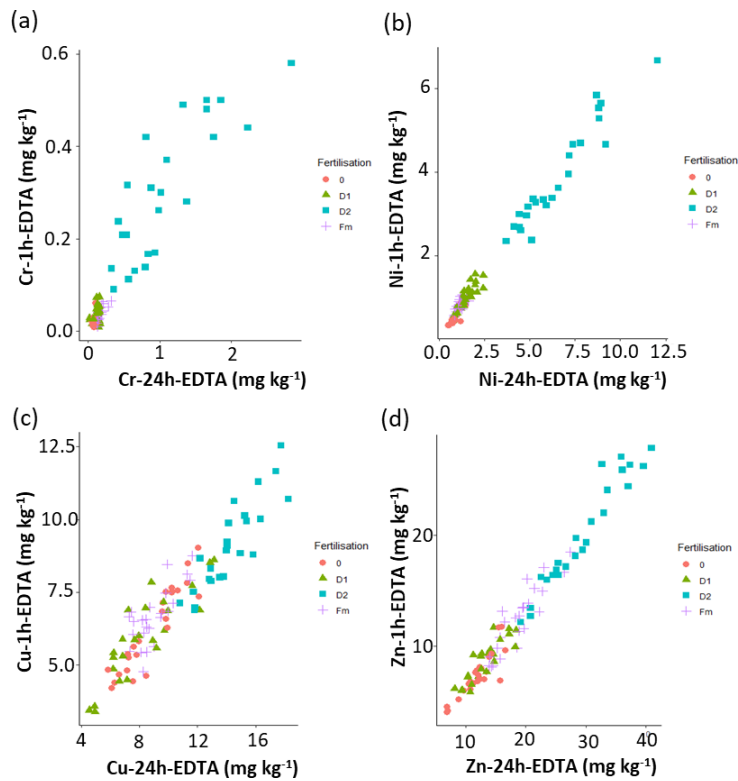 (a)
0.6
0.4
0.2
0.0
Cr-1h-EDTA (mg kg⁻¹)
0
1
2
Cr-24h-EDTA (mg kg⁻¹)
Fertilisation
0
D1
D2
Fm
(b)
6
4
2
Ni-1h-EDTA (mg kg⁻¹)
0.0
2.5
5.0
7.5
10.0
12.5
Ni-24h-EDTA (mg kg⁻¹)
Fertilisation
0
D1
D2
Fm
(c)
12.5
10.0
7.5
5.0
Cu-1h-EDTA (mg kg⁻¹)
4
8
12
16
Cu-24h-EDTA (mg kg⁻¹)
Fertilisation
0
D1
D2
Fm
(d)
20
10
Zn-1h-EDTA (mg kg⁻¹)
10
20
30
40
Zn-24h-EDTA (mg kg⁻¹)
Fertilisation
0
D1
D2
Fm